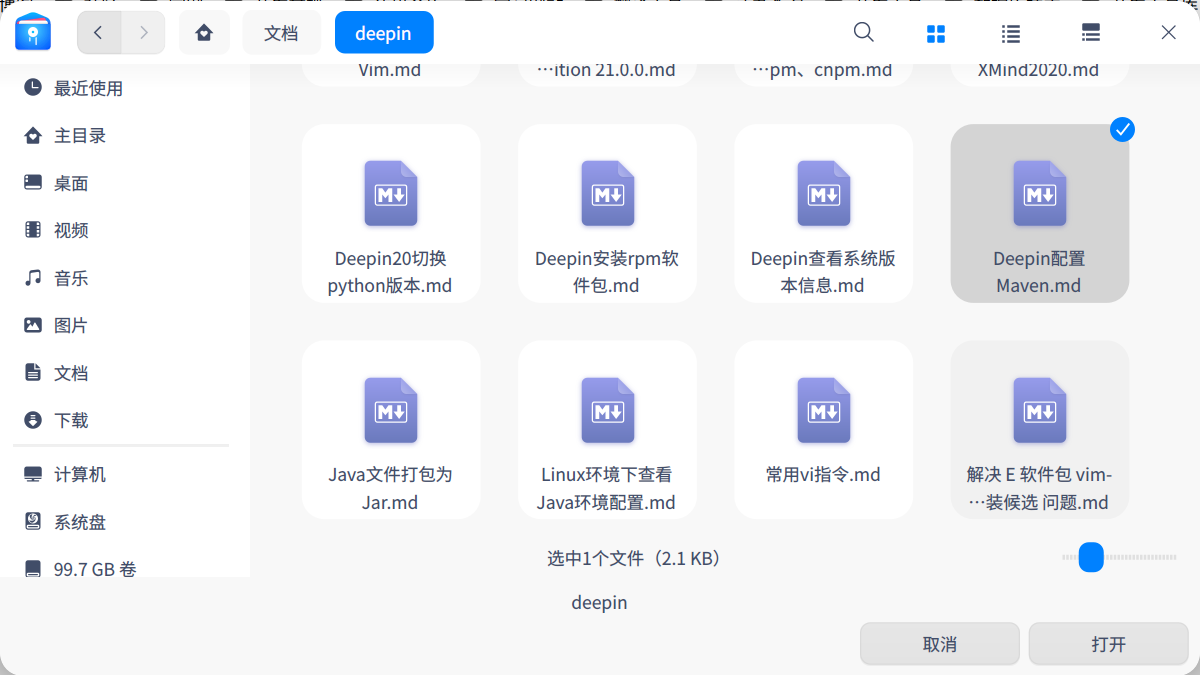 文档
deepin
最近使用
主目录
桌面
视频
音乐
图片
文档
下载
计算机
系统盘
99.7 GB 卷
Vim.md
···ition 21.0.0.md
···pm、cnpm.md
XMind2020.md
Deepin20切换
python版本.md
Deepin安装rpm软
件包.md
Deepin查看系统版
本信息.md
Deepin配置
Maven.md
Java文件打包为
Jar.md
Linux环境下查看
Java环境配置.md
常用vi指令.md
解决 E 软件包 vim-
···装候选 问题.md
选中1个文件（2.1 KB）
deepin
取消
打开